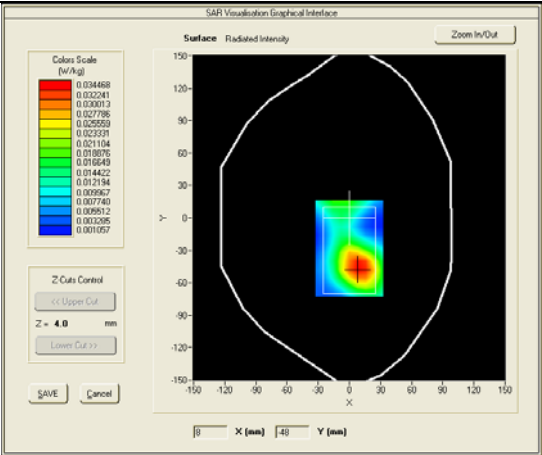 SAR Visualisation Graphical Interface
Surface Radiated Intensity
Zoom In/Out
Colors Scale
(W/kg)
0.034468
0.032241
0.030013
0.027786
0.025559
0.023331
0.021104
0.018876
0.016649
0.014422
0.012194
0.009967
0.007740
0.005512
0.003285
0.001057
Z-Cuts Control
<< Upper Cut
Z = 4.0 mm
Lower Cut >>
SAVE Cancel
150
120
90
60
30
0
-30
-60
-90
-120
-150
Y
-150 -120 -90 -60 -30 0 30 60 90 120 150
X
8 X (mm) -48 Y (mm)